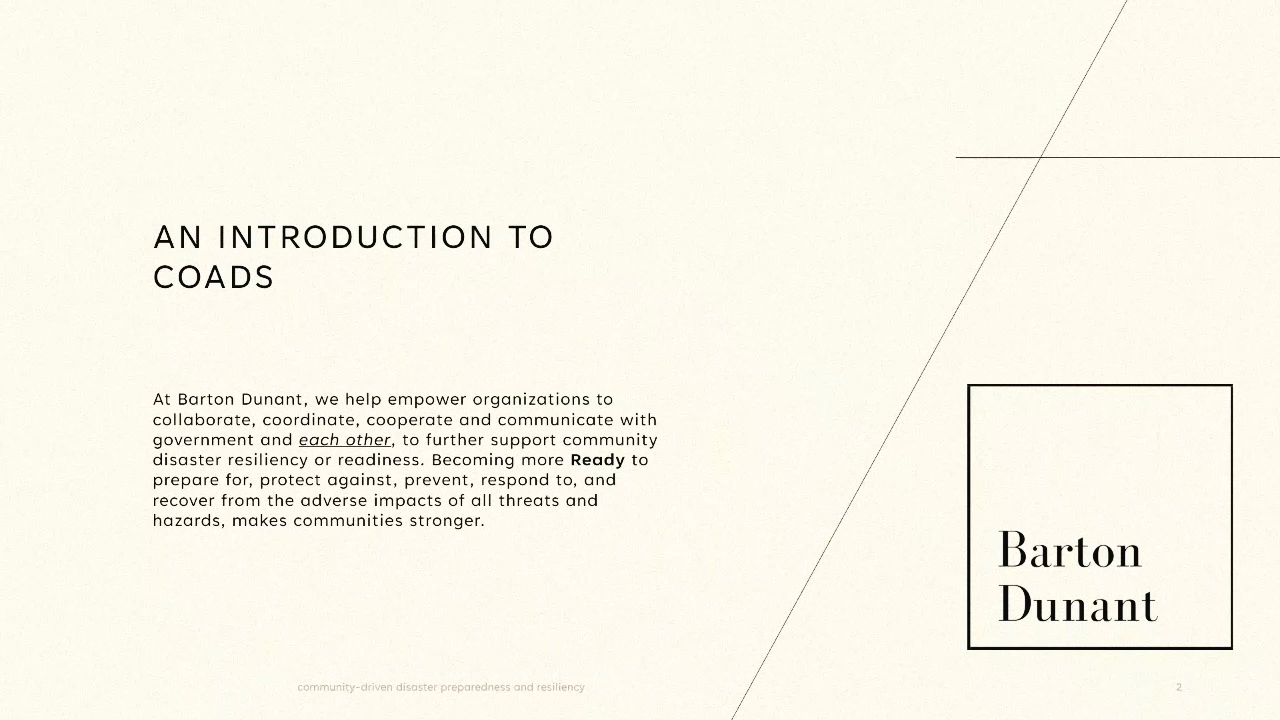 AN INTRODUCTION TO
COADS
At Barton Dunant, we help empower organizations to
collaborate, coordinate, cooperate and communicate with
government and each other, to further support community
disaster resiliency or readiness. Becoming more Ready to
prepare for, protect against, prevent, respond to, and
recover from the adverse impacts of all threats and
hazards, makes communities stronger.
Barton
Dunant
community-driven disaster preparedness and resiliency
2